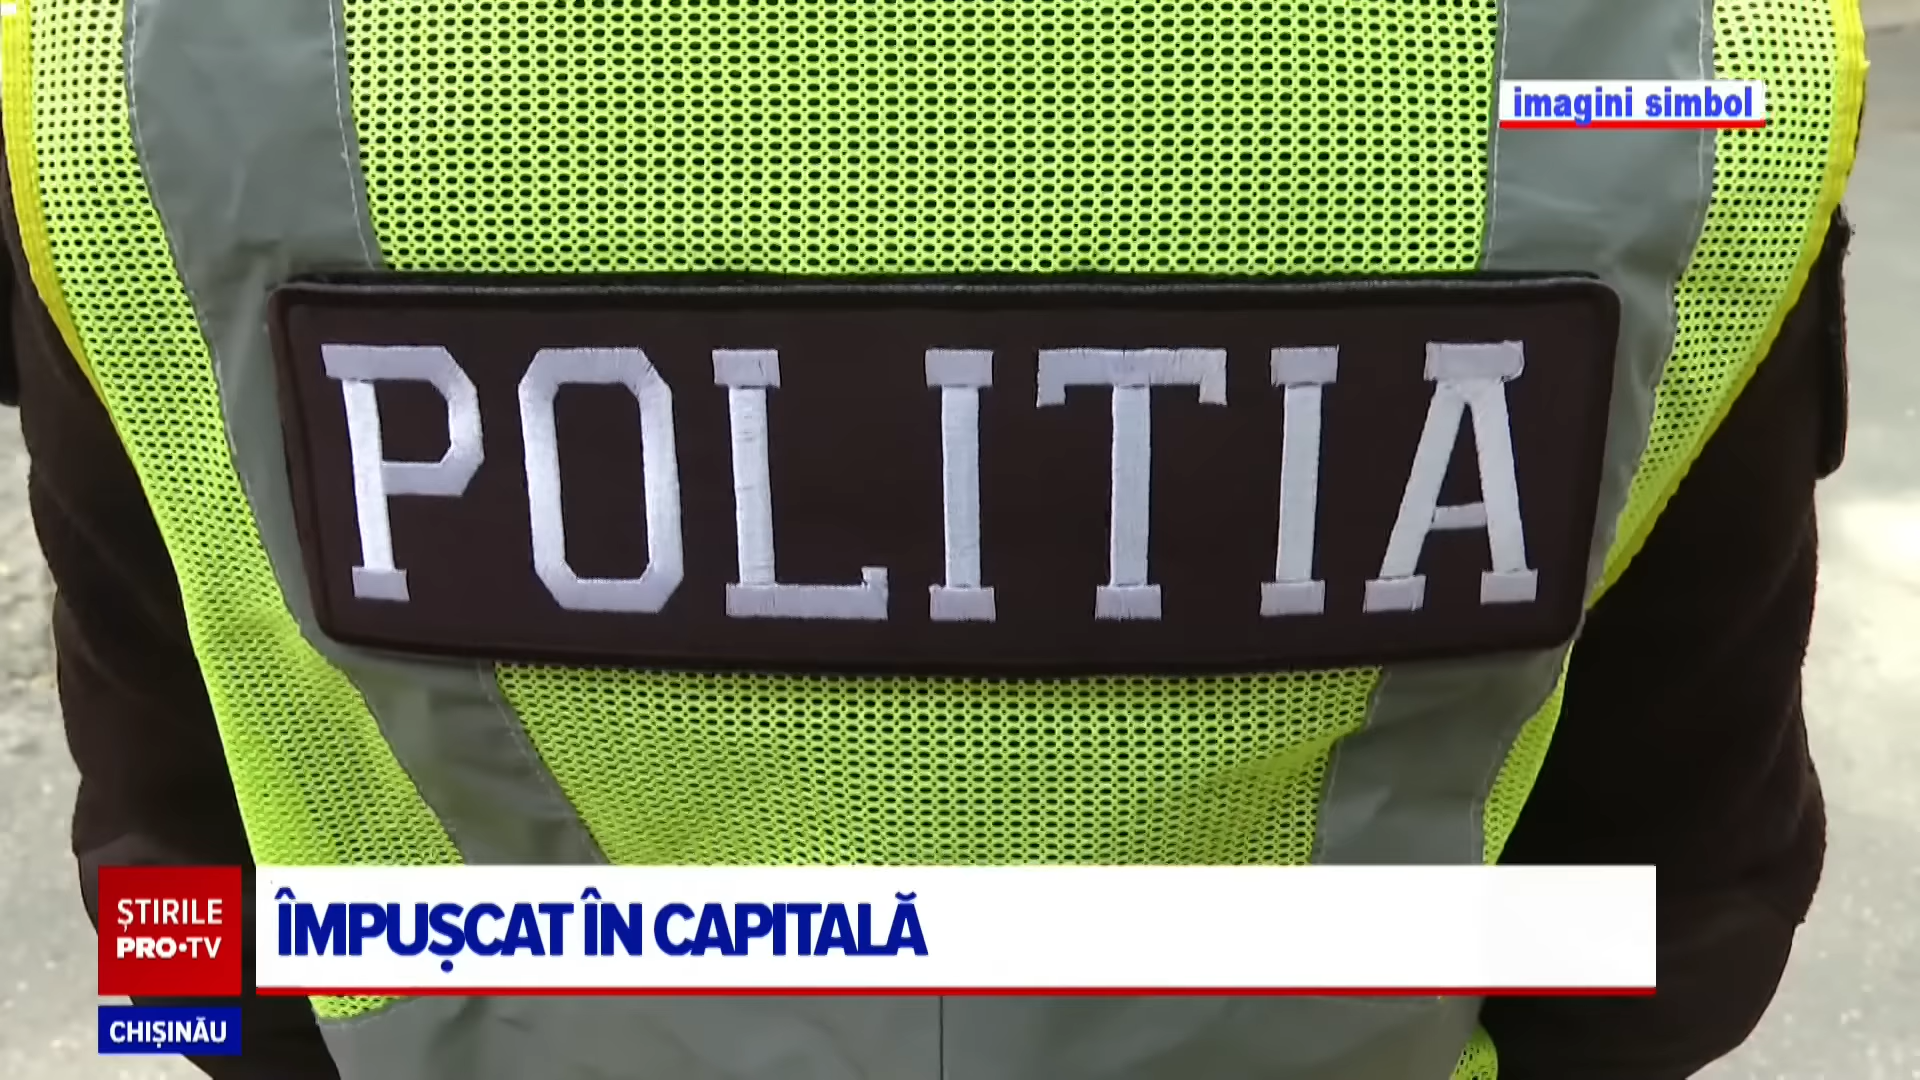 imagini simbol
POLITIA
ȘTIRILE
PRO•TV
ÎMPUȘCAT ÎN CAPITALĂ
CHIȘINĂU